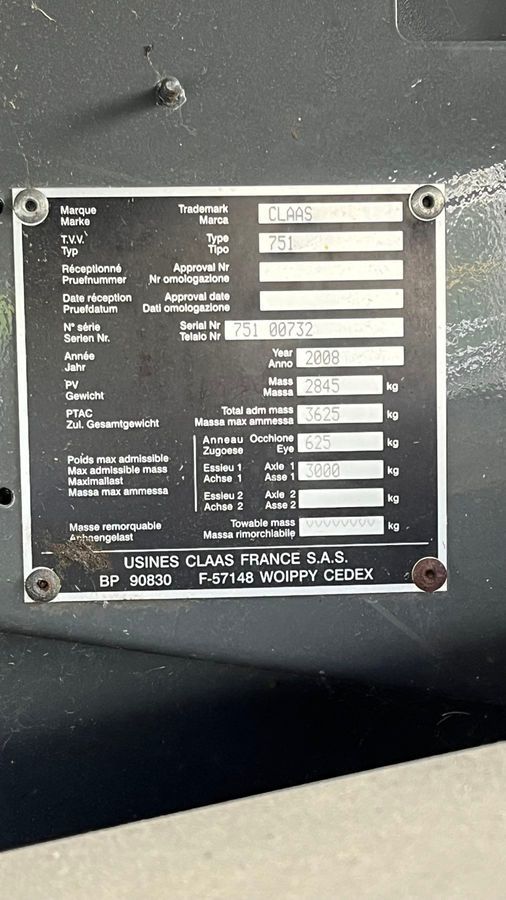 Marque Trademark CLAAS
Marke Marca
T.V.V. Type 751
Typ Tipo
Réceptionné Approval Nr
Pruefnummer Nr omologazione
Date réception Approval date
Pruefdatum Dati omologazione
N° série Serial Nr 751 00732
Serien Nr. Telaio Nr
Année Year 2008
Jahr Anno
PV Mass 2845 kg
Gewicht Massa
PTAC Total adm mass 3625 kg
Zul. Gesamtgewicht Massa max ammessa
Poids max admissible
Max admissible mass
Maximallast
Massa max ammessa
Anneau Occhione 625 kg
Zugoese Eye
Essieu 1 Axle 1 3000 kg
Achse 1 Asse 1
Essieu 2 Axle 2 kg
Achse 2 Asse 2
Masse remorquable Towable mass VVVVVVVV kg
Anhaengelast Massa rimorchiabile
USINES CLAAS FRANCE S.A.S.
BP 90830 F-57148 WOIPPY CEDEX